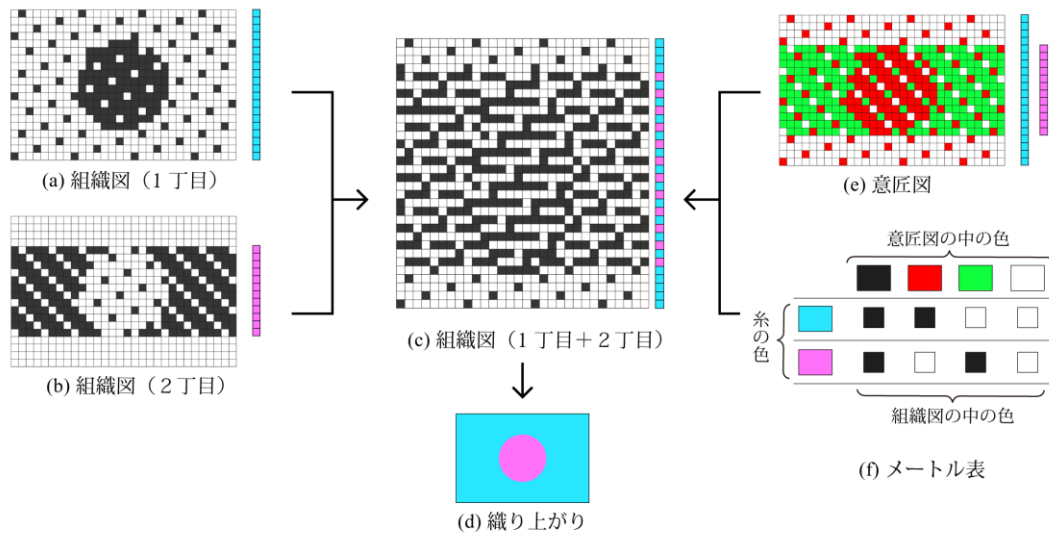 (a) 組織図(1丁目)
(b) 組織図(2丁目)
(c) 組織図(1丁目+2丁目)
(d) 織り上がり
(e) 意匠図
意匠図の中の色
糸の色
組織図の中の色
(f) メートル表